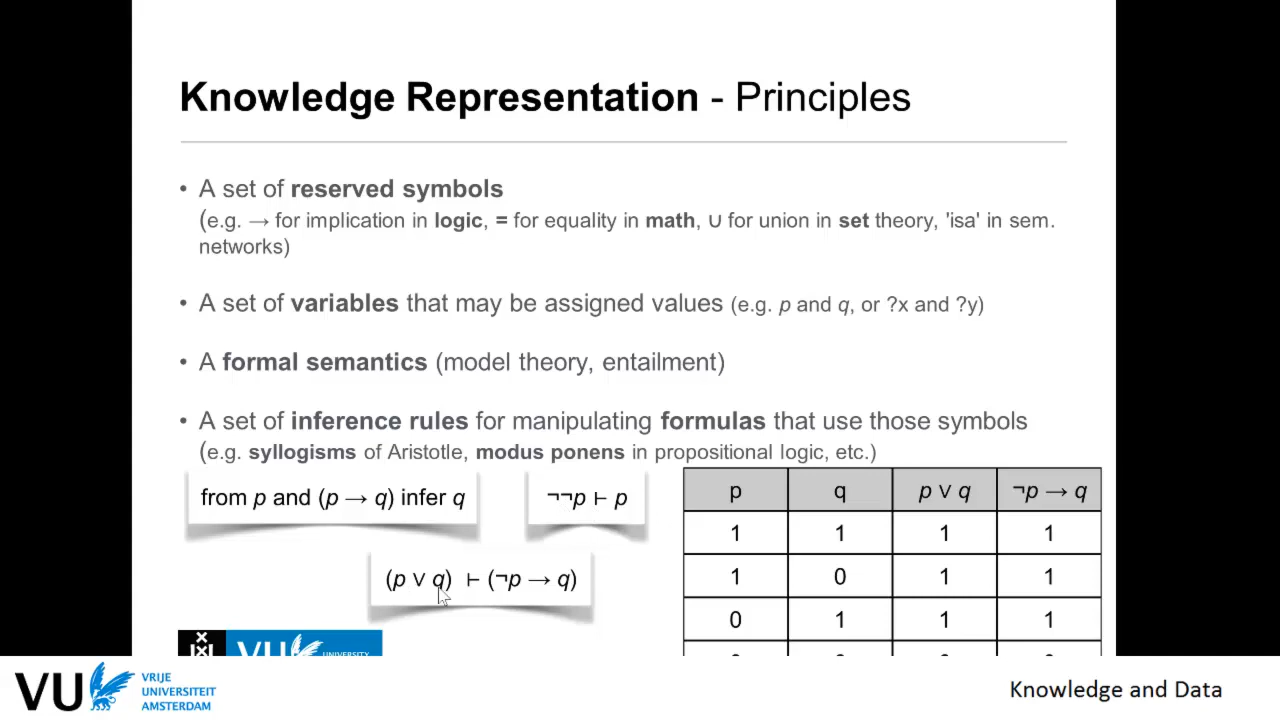 Knowledge Representation - Principles
• A set of reserved symbols
(e.g. → for implication in logic, = for equality in math, ∪ for union in set theory, 'isa' in sem.
networks)
• A set of variables that may be assigned values (e.g. p and q, or ?x and ?y)
• A formal semantics (model theory, entailment)
• A set of inference rules for manipulating formulas that use those symbols
(e.g. syllogisms of Aristotle, modus ponens in propositional logic, etc.)
from p and (p → q) infer q
¬¬p ⊢ p
(p ∨ q) ⊢ (¬p → q)
p q p ∨ q ¬p → q
1 1 1 1
1 0 1 1
0 1 1 1
VU UNIVERSITY
VU VRIJE
UNIVERSITEIT
AMSTERDAM
Knowledge and Data